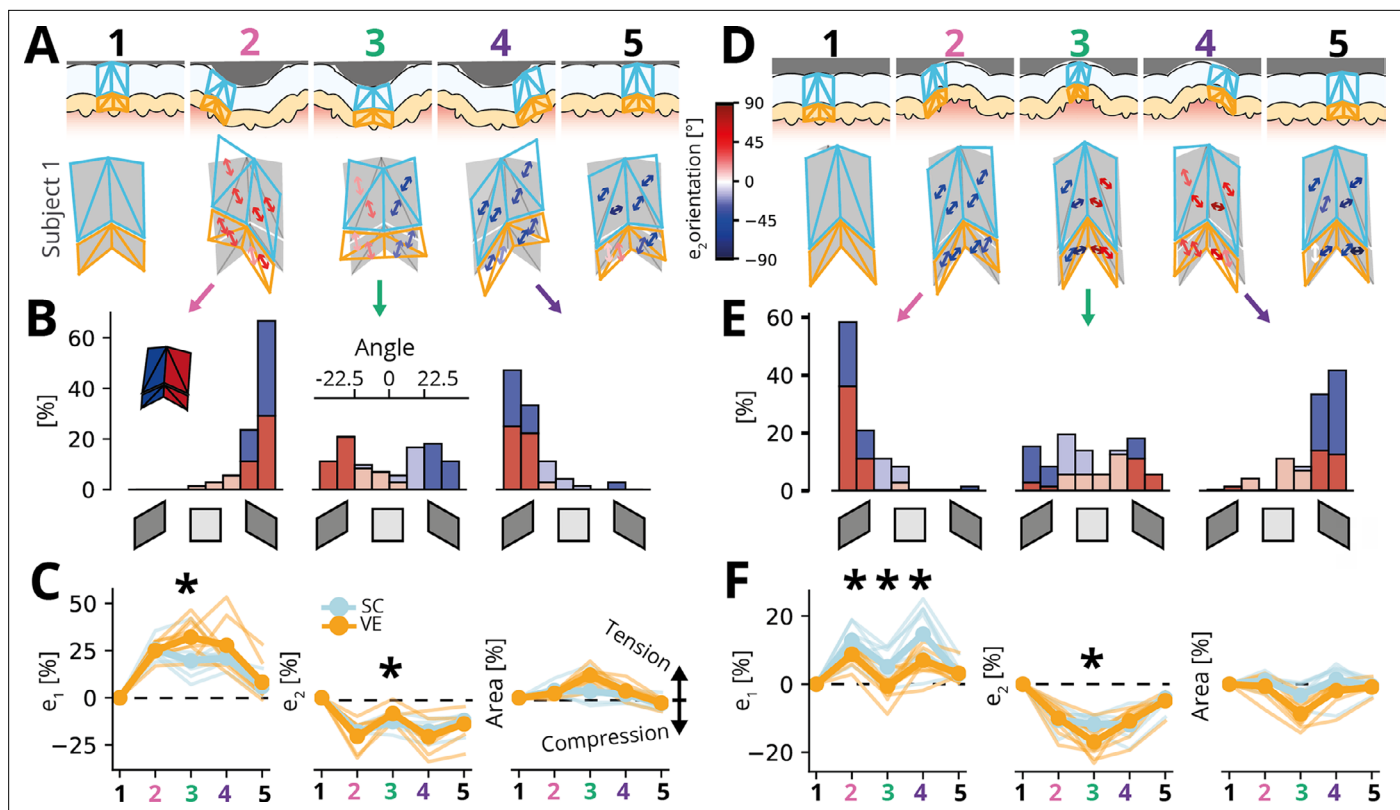 A 1 2 3 4 5
D 1 2 3 4 5
Subject 1
e2 orientation [°]
90
45
0
−45
−90
B
[%]
60
40
20
0
Angle
-22.5 0 22.5
E
[%]
60
40
20
0
C
e1 [%]
50
25
0
−25
*
1 2 3 4 5
SC
VE
e2 [%]
*
1 2 3 4 5
Area [%]
Tension
Compression
1 2 3 4 5
F
e1 [%]
20
0
−20
* * *
1 2 3 4 5
e2 [%]
*
1 2 3 4 5
Area [%]
1 2 3 4 5